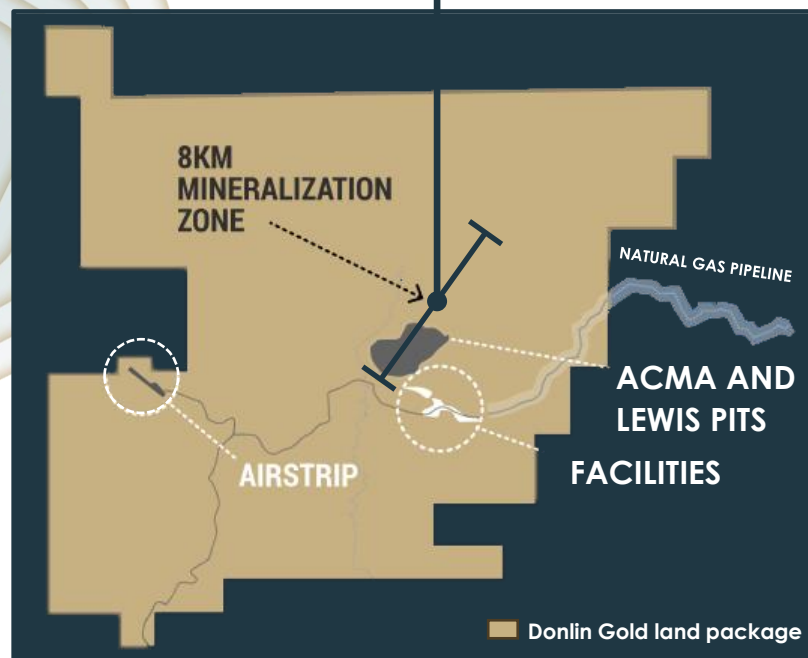 8KM
MINERALIZATION
ZONE
NATURAL GAS PIPELINE
ACMA AND
LEWIS PITS
AIRSTRIP
FACILITIES
Donlin Gold land package